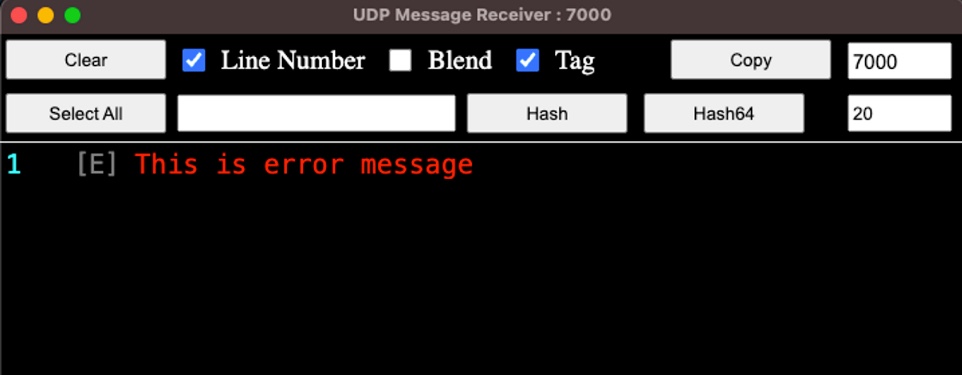 UDP Message Receiver : 7000
Clear Line Number Blend Tag Copy 7000
Select All Hash Hash64 20
1 [E] This is error message